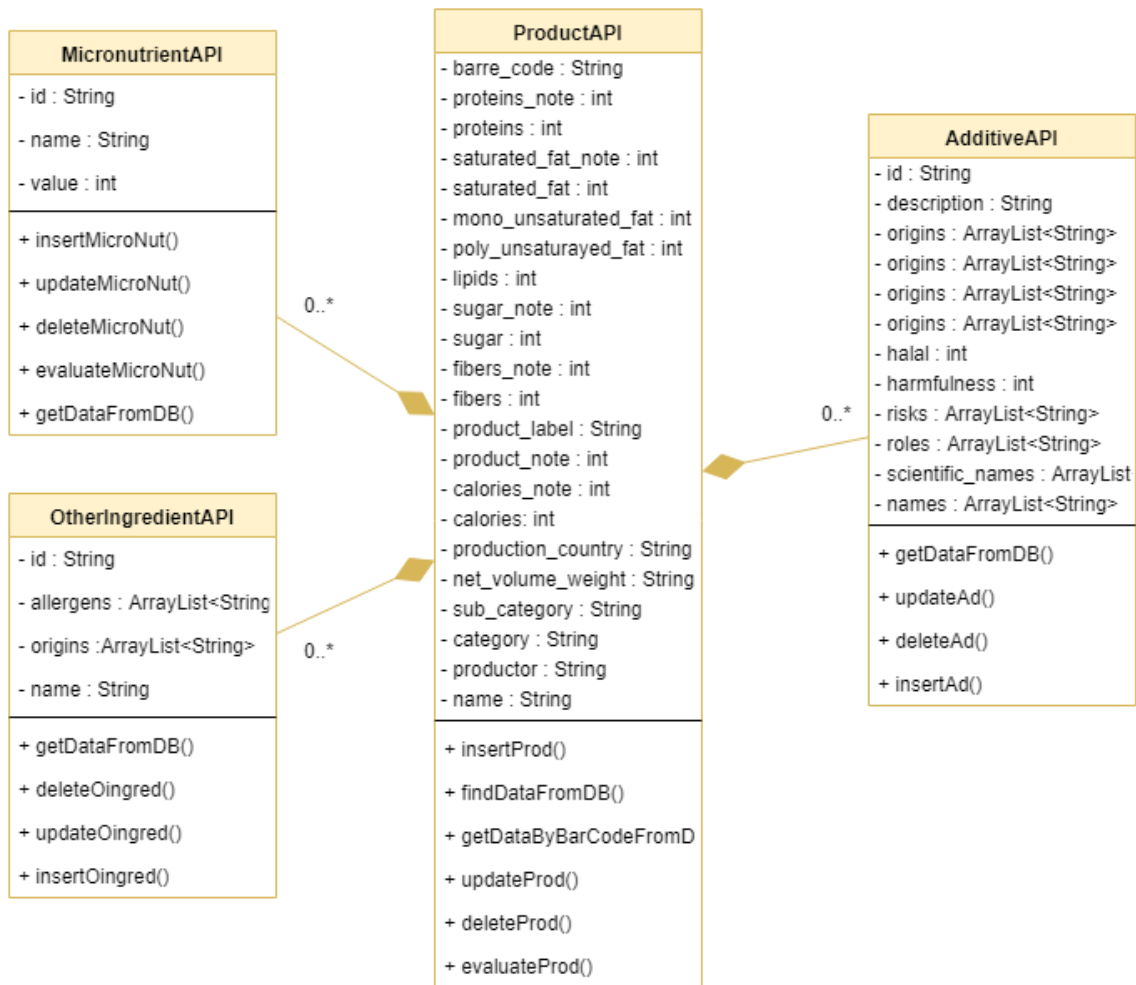 MicronutrientAPI
- id : String
- name : String
- value : int
+ insertMicroNut()
+ updateMicroNut()
+ deleteMicroNut()
+ evaluateMicroNut()
+ getDataFromDB()
0..*
OtherIngredientAPI
- id : String
- allergens : ArrayList<String
- origins :ArrayList<String>
- name : String
+ getDataFromDB()
+ deleteOingred()
+ updateOingred()
+ insertOingred()
0..*
ProductAPI
- barre_code : String
- proteins_note : int
- proteins : int
- saturated_fat_note : int
- saturated_fat : int
- mono_unsaturated_fat : int
- poly_unsaturayed_fat : int
- lipids : int
- sugar_note : int
- sugar : int
- fibers_note : int
- fibers : int
- product_label : String
- product_note : int
- calories_note : int
- calories: int
- production_country : String
- net_volume_weight : String
- sub_category : String
- category : String
- productor : String
- name : String
+ insertProd()
+ findDataFromDB()
+ getDataByBarCodeFromD
+ updateProd()
+ deleteProd()
+ evaluateProd()
0..*
AdditiveAPI
- id : String
- description : String
- origins : ArrayList<String>
- origins : ArrayList<String>
- origins : ArrayList<String>
- origins : ArrayList<String>
- halal : int
- harmfulness : int
- risks : ArrayList<String>
- roles : ArrayList<String>
- scientific_names : ArrayList
- names : ArrayList<String>
+ getDataFromDB()
+ updateAd()
+ deleteAd()
+ insertAd()